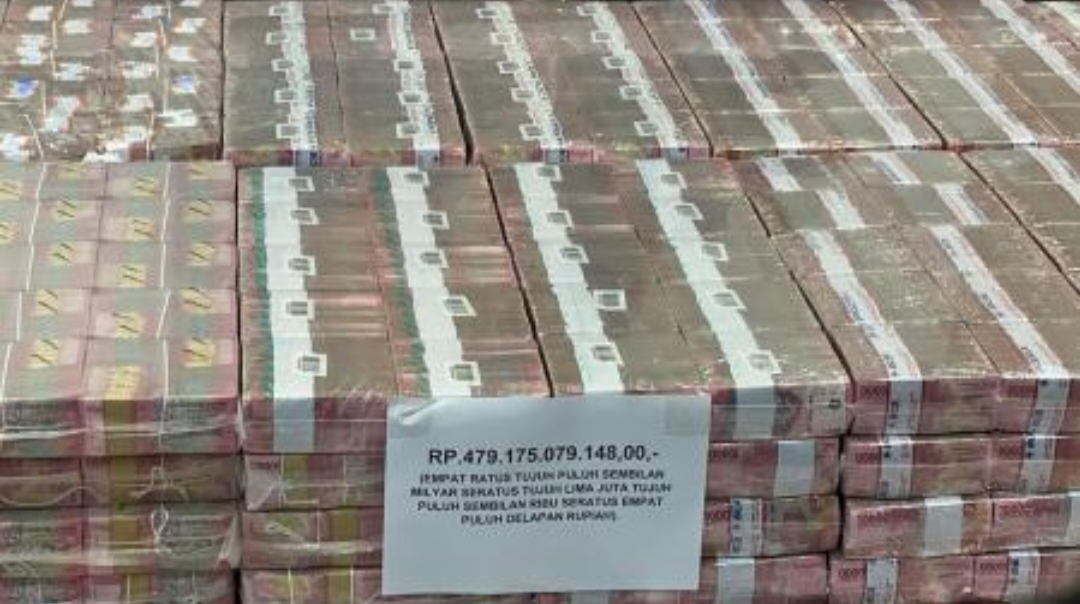 RP.479.175.079.148,00,-
(EMPAT RATUS TUJUH PULUH SEMBILAN
MILYAR SERATUS TUJUH LIMA JUTA TUJUH
PULUH SEMBILAN RIBU SERATUS EMPAT
PULUH DELAPAN RUPIAH).